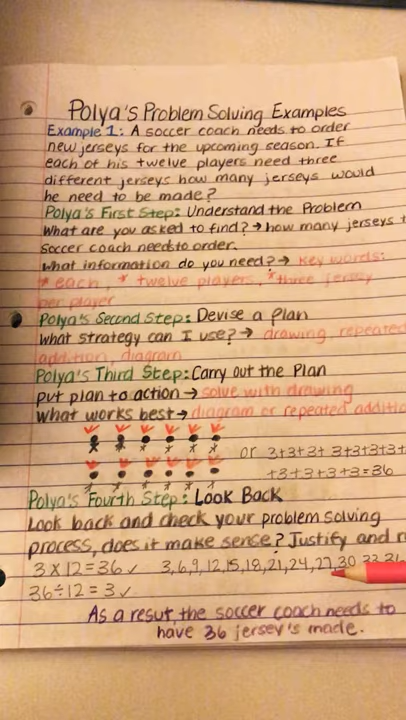 Polya's Problem Solving Examples
Example 1: A soccer coach needs to order
new jerseys for the upcoming season. If
each of his twelve players need three
different jerseys how many jerseys would
he need to be made?
Polya's First Step: Understand the Problem
What are you asked to find? → how many jerseys
soccer coach needs to order.
What information do you need? → key words:
* each, * twelve players, * three jersey
per player
Polya's Second Step: Devise a Plan
What strategy can I use? → drawing, repeated
addition, diagram
Polya's Third Step: Carry out the Plan
put plan to action → solve with drawing
What works best → diagram or repeated additio
or 3+3+3+3+3+3+3+
+3+3+3+3=36
Polya's Fourth Step: Look Back
Look back and check your problem solving
process, does it make sense? Justify and
3 x 12 = 36 ✓ 3,6,9,12,15,18,21,24,27,30
36 ÷ 12 = 3 ✓
As a resut, the soccer coach needs to
have 36 jersey's made.